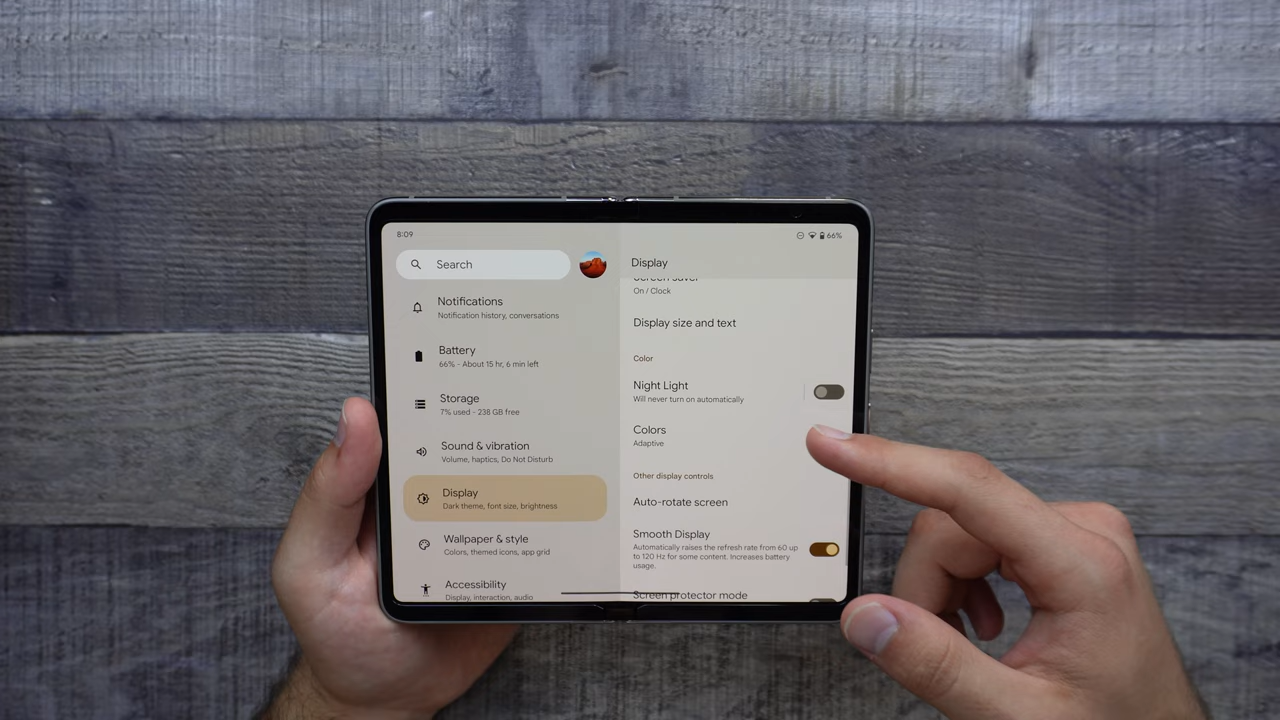 8:09
66%
Search
Notifications
Notification history, conversations
Battery
66% - About 15 hr, 6 min left
Storage
7% used - 238 GB free
Sound & vibration
Volume, haptics, Do Not Disturb
Display
Dark theme, font size, brightness
Wallpaper & style
Colors, themed icons, app grid
Accessibility
Display, interaction, audio
Display
Screen saver
On / Clock
Display size and text
Color
Night Light
Will never turn on automatically
Colors
Adaptive
Other display controls
Auto-rotate screen
Smooth Display
Automatically raises the refresh rate from 60 up
to 120 Hz for some content. Increases battery
usage.
Screen protector mode